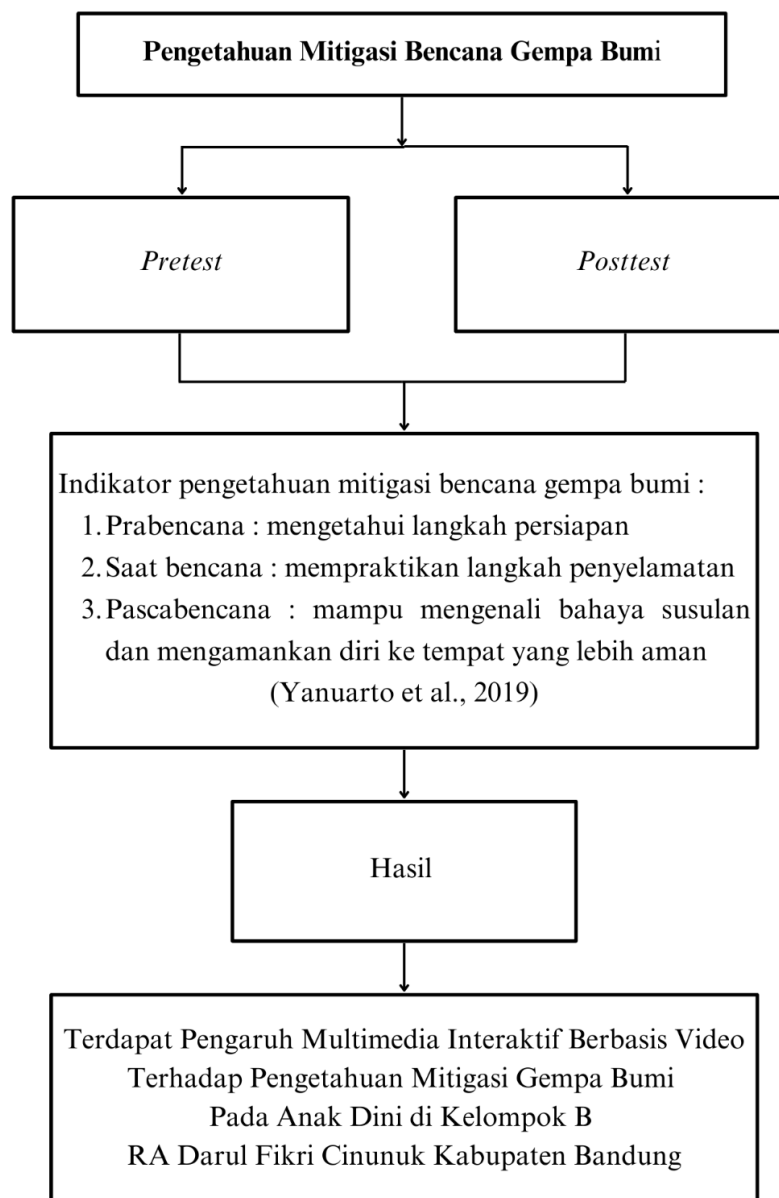 Pengetahuan Mitigasi Bencana Gempa Bumi
Pretest
Posttest
Indikator pengetahuan mitigasi bencana gempa bumi :
1. Prabencana : mengetahui langkah persiapan
2. Saat bencana : mempraktikan langkah penyelamatan
3. Pascabencana : mampu mengenali bahaya susulan
dan mengamankan diri ke tempat yang lebih aman
(Yanuarto et al., 2019)
Hasil
Terdapat Pengaruh Multimedia Interaktif Berbasis Video
Terhadap Pengetahuan Mitigasi Gempa Bumi
Pada Anak Dini di Kelompok B
RA Darul Fikri Cinunuk Kabupaten Bandung